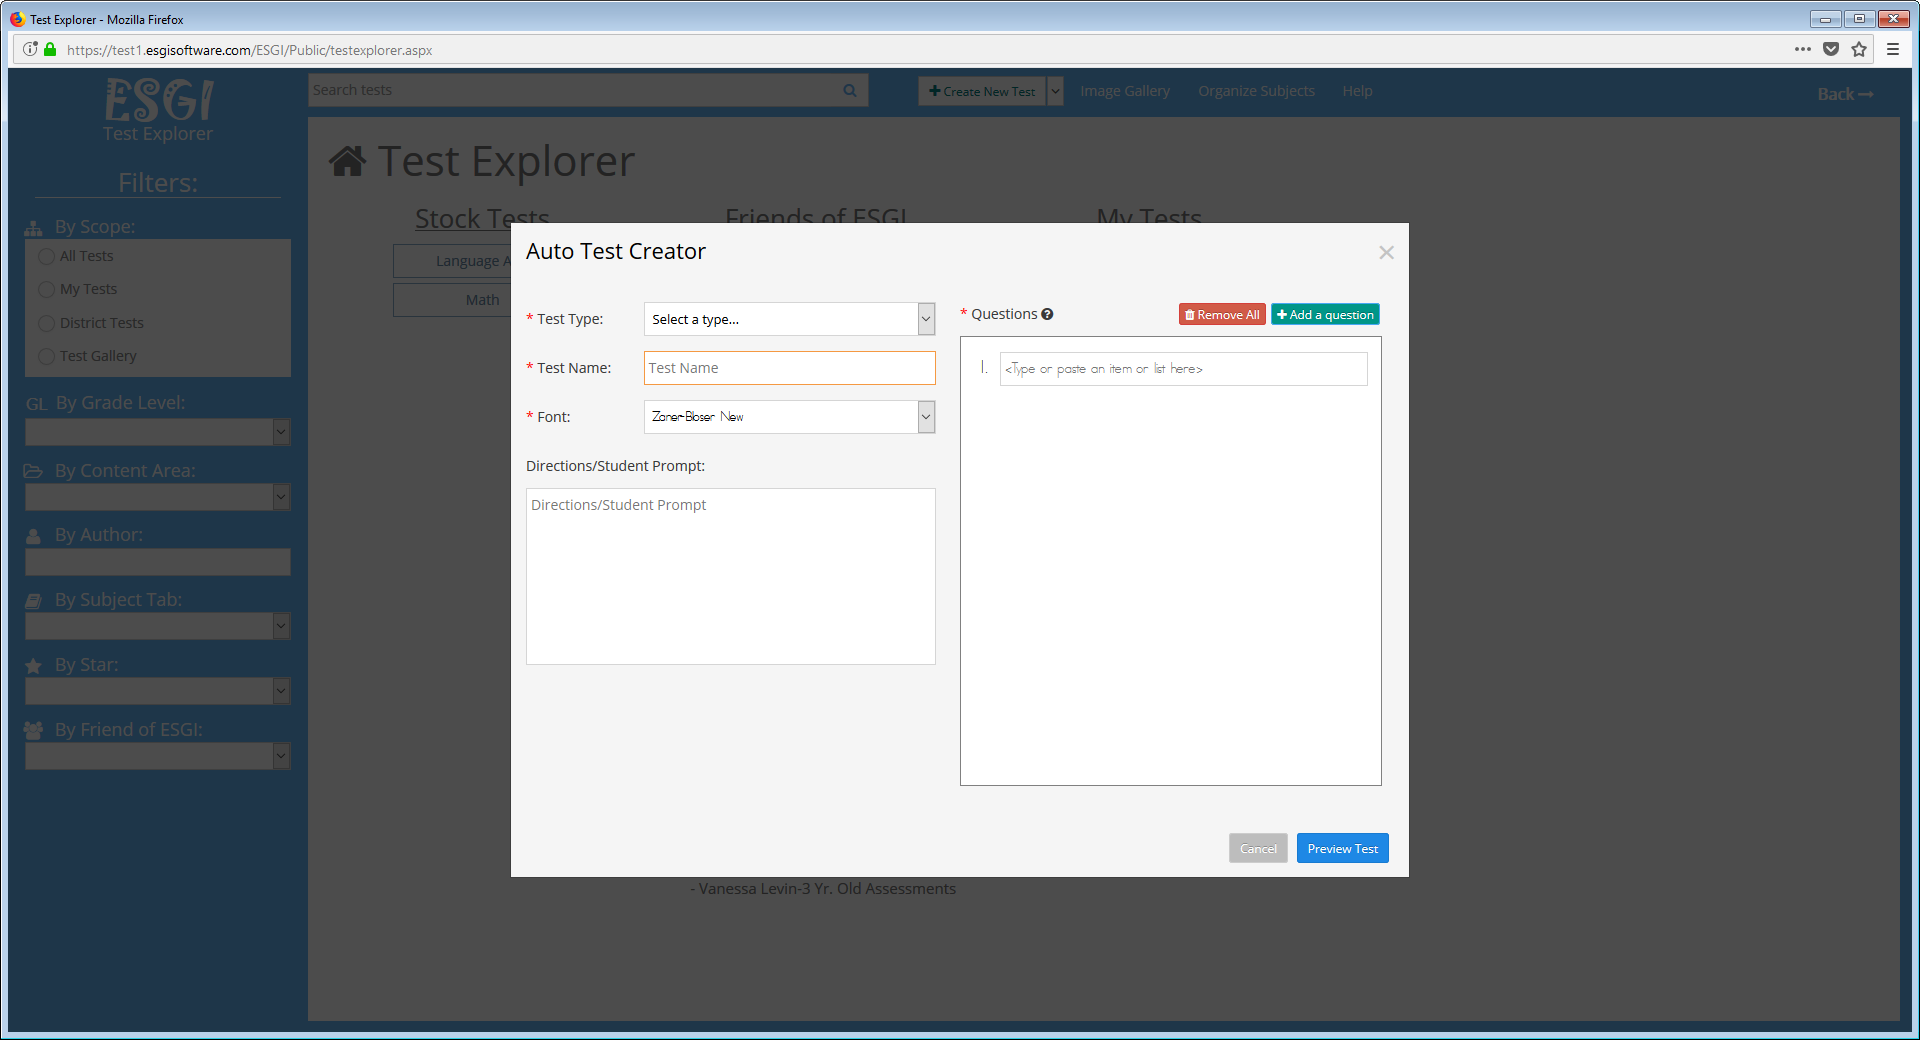 Test Explorer - Mozilla Firefox
https://test1.esgisoftware.com/ESGI/Public/testexplorer.aspx
ESGI
Test Explorer
Search tests
Create New Test
Image Gallery
Organize Subjects
Help
Back
Filters:
By Scope:
All Tests
My Tests
District Tests
Test Gallery
GL By Grade Level:
By Content Area:
By Author:
By Subject Tab:
By Star:
By Friend of ESGI:
Test Explorer
Stock Tests
Friends of ESGI
My Tests
Language A
Math
Auto Test Creator
* Test Type:
Select a type...
* Test Name:
Test Name
* Font:
Zaner-Bloser New
Directions/Student Prompt:
Directions/Student Prompt
* Questions
Remove All
Add a question
1.
<Type or paste an item or list here>
Cancel
Preview Test
- Vanessa Levin-3 Yr. Old Assessments